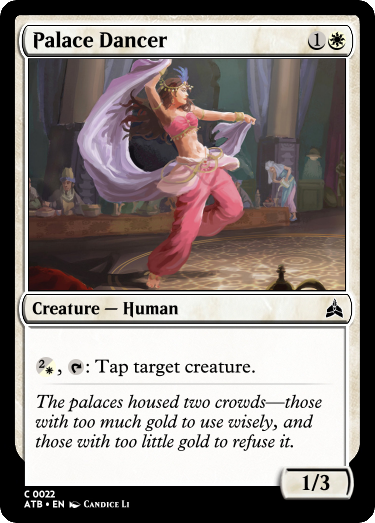 Palace Dancer 1
Creature — Human
2, : Tap target creature.
The palaces housed two crowds—those
with too much gold to use wisely, and
those with too little gold to refuse it.
1/3
C 0022
ATB • EN Candice Li